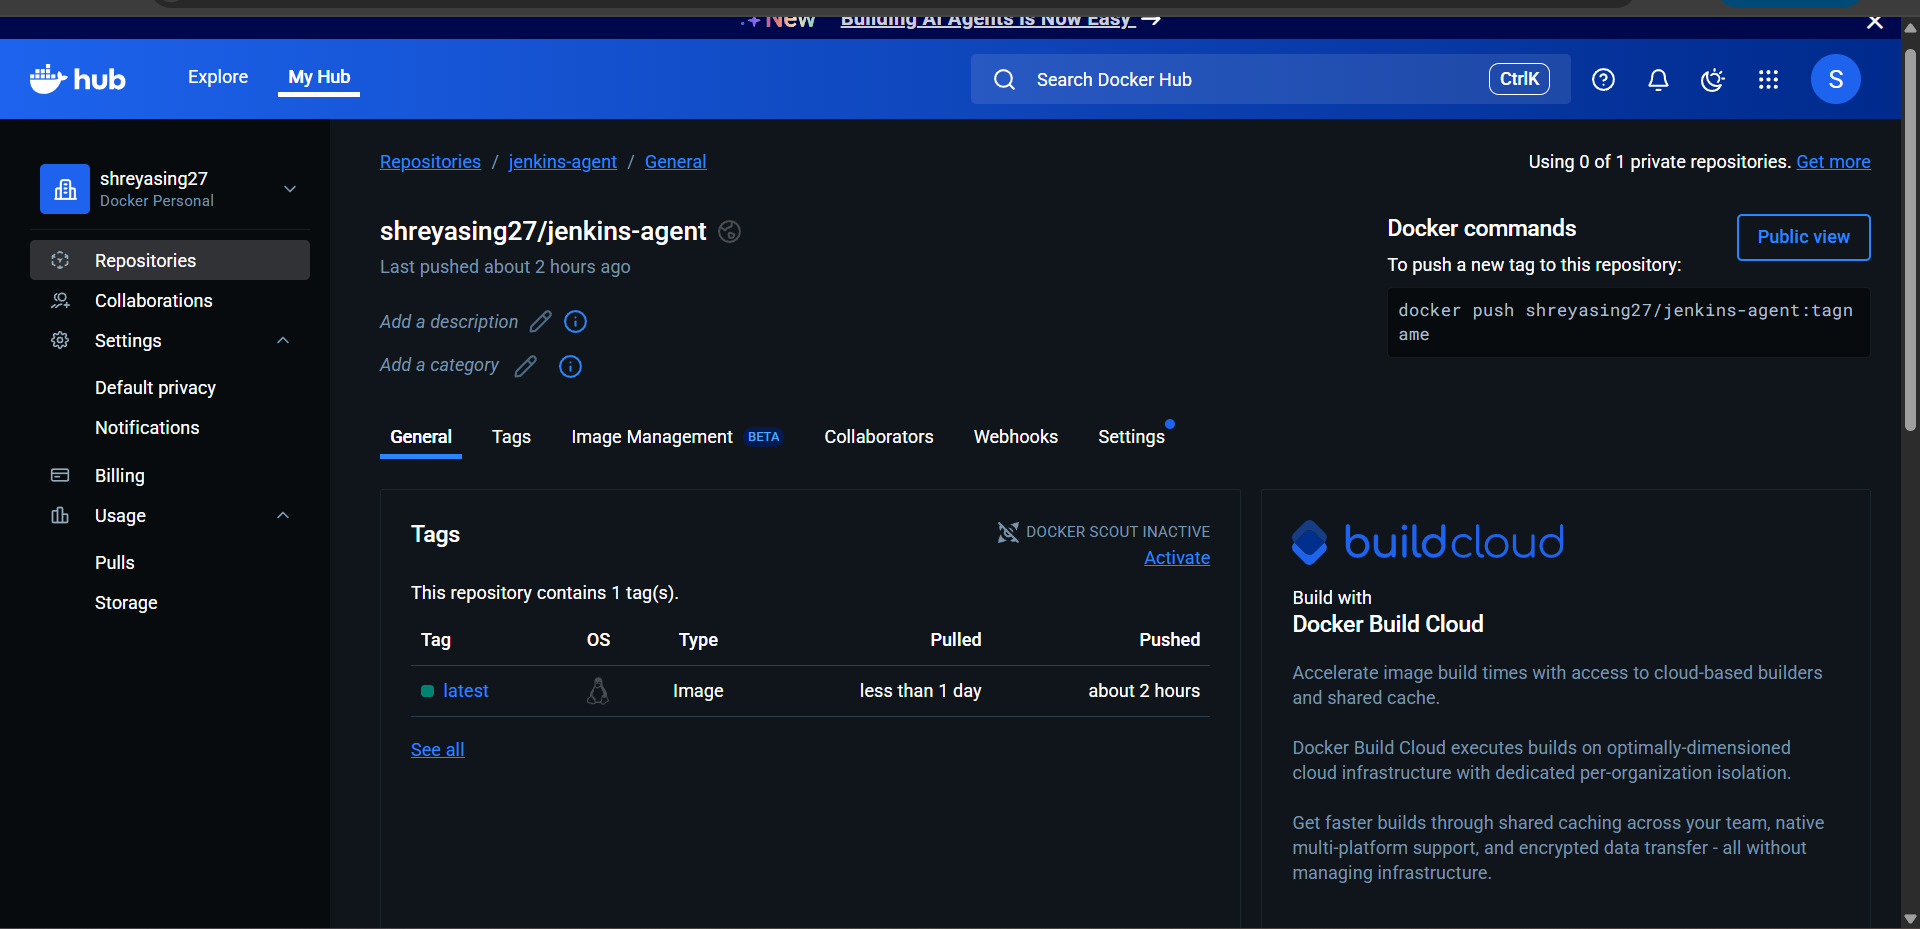 New Building AI Agents Is Now Easy →
hub
Explore
My Hub
Search Docker Hub
CtrlK
S
shreyasing27
Docker Personal
Repositories
Collaborations
Settings
Default privacy
Notifications
Billing
Usage
Pulls
Storage
Repositories / jenkins-agent / General
Using 0 of 1 private repositories. Get more
shreyasing27/jenkins-agent
Last pushed about 2 hours ago
Add a description
Add a category
Docker commands
Public view
To push a new tag to this repository:
docker push shreyasing27/jenkins-agent:tagn
ame
General Tags Image Management BETA Collaborators Webhooks Settings
Tags
DOCKER SCOUT INACTIVE
Activate
This repository contains 1 tag(s).
Tag OS Type Pulled Pushed
latest Image less than 1 day about 2 hours
See all
buildcloud
Build with
Docker Build Cloud
Accelerate image build times with access to cloud-based builders
and shared cache.
Docker Build Cloud executes builds on optimally-dimensioned
cloud infrastructure with dedicated per-organization isolation.
Get faster builds through shared caching across your team, native
multi-platform support, and encrypted data transfer - all without
managing infrastructure.